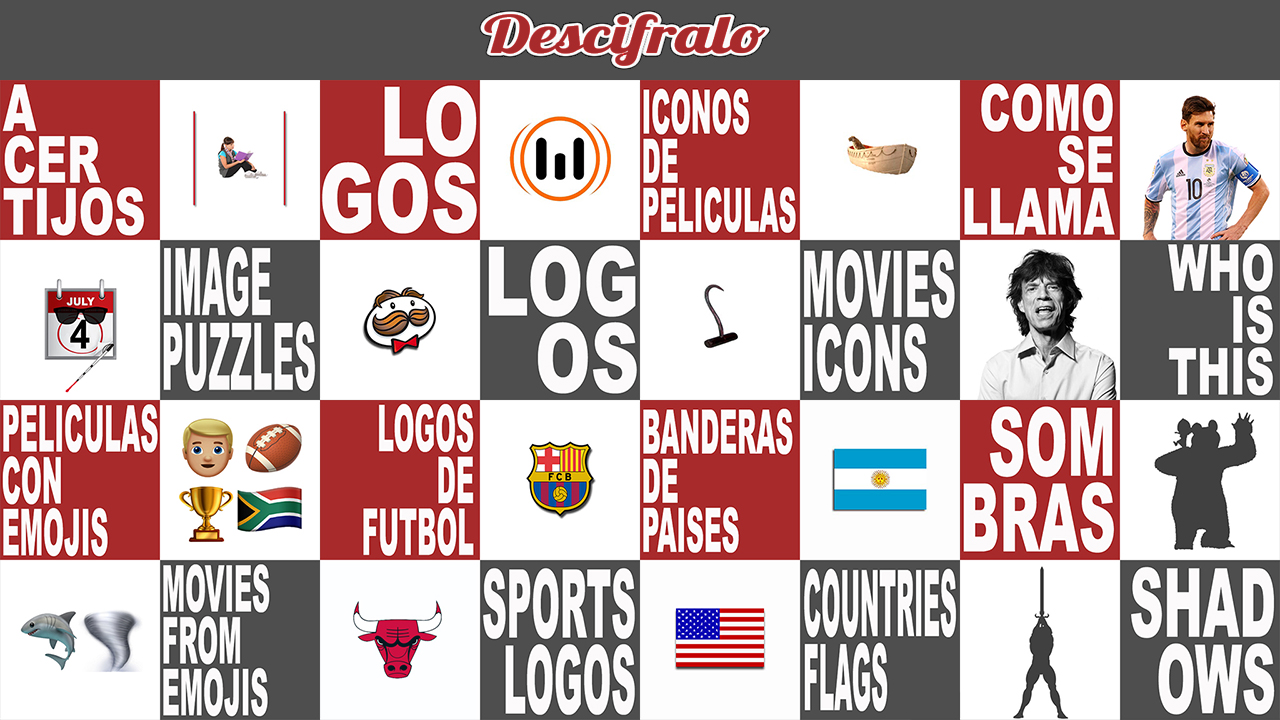 Descifralo
A
CER
TIJOS
LO
GOS
ICONOS
DE
PELICULAS
COMO
SE
LLAMA
10
JULY
4
IMAGE
PUZZLES
LOG
OS
MOVIES
ICONS
WHO
IS
THIS
PELICULAS
CON
EMOJIS
LOGOS
DE
FUTBOL
FCB
BANDERAS
DE
PAISES
SOM
BRAS
MOVIES
FROM
EMOJIS
SPORTS
LOGOS
COUNTRIES
FLAGS
SHAD
OWS